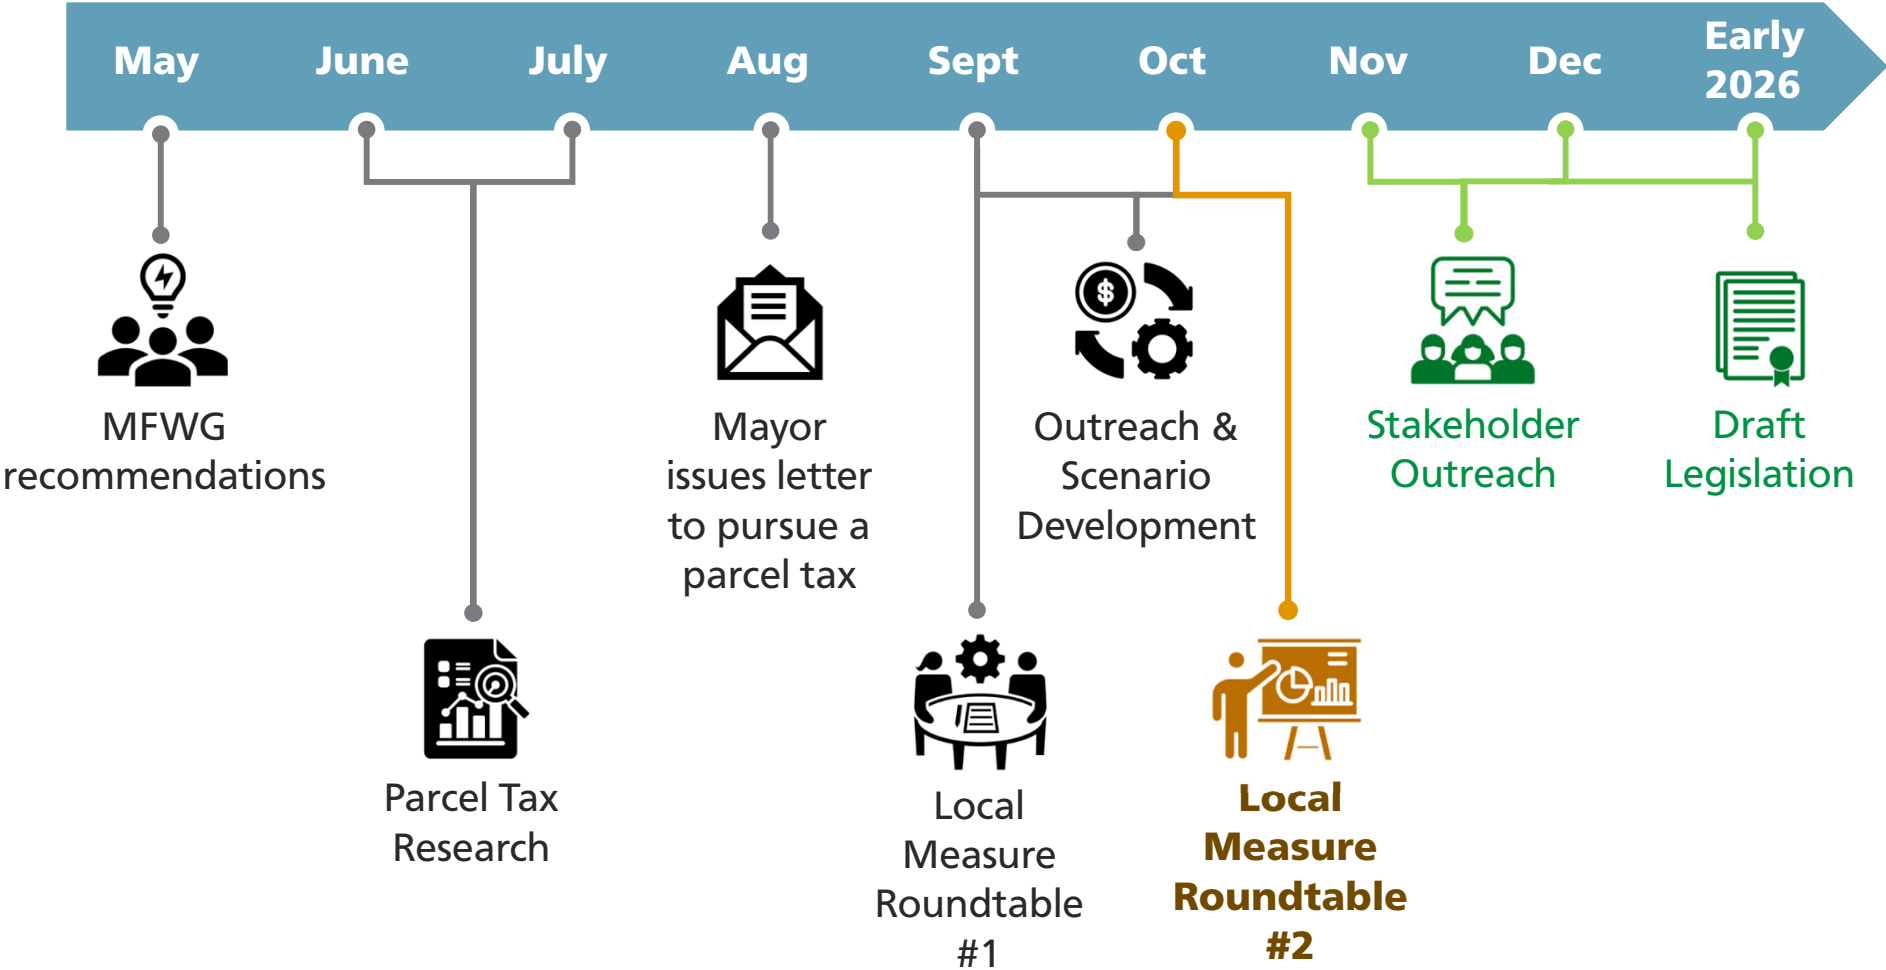 May
June
July
Aug
Sept
Oct
Nov
Dec
Early
2026
MFWG
recommendations
Parcel Tax
Research
Mayor
issues letter
to pursue a
parcel tax
Local
Measure
Roundtable
#1
$
Outreach &
Scenario
Development
Local
Measure
Roundtable
#2
Stakeholder
Outreach
Draft
Legislation